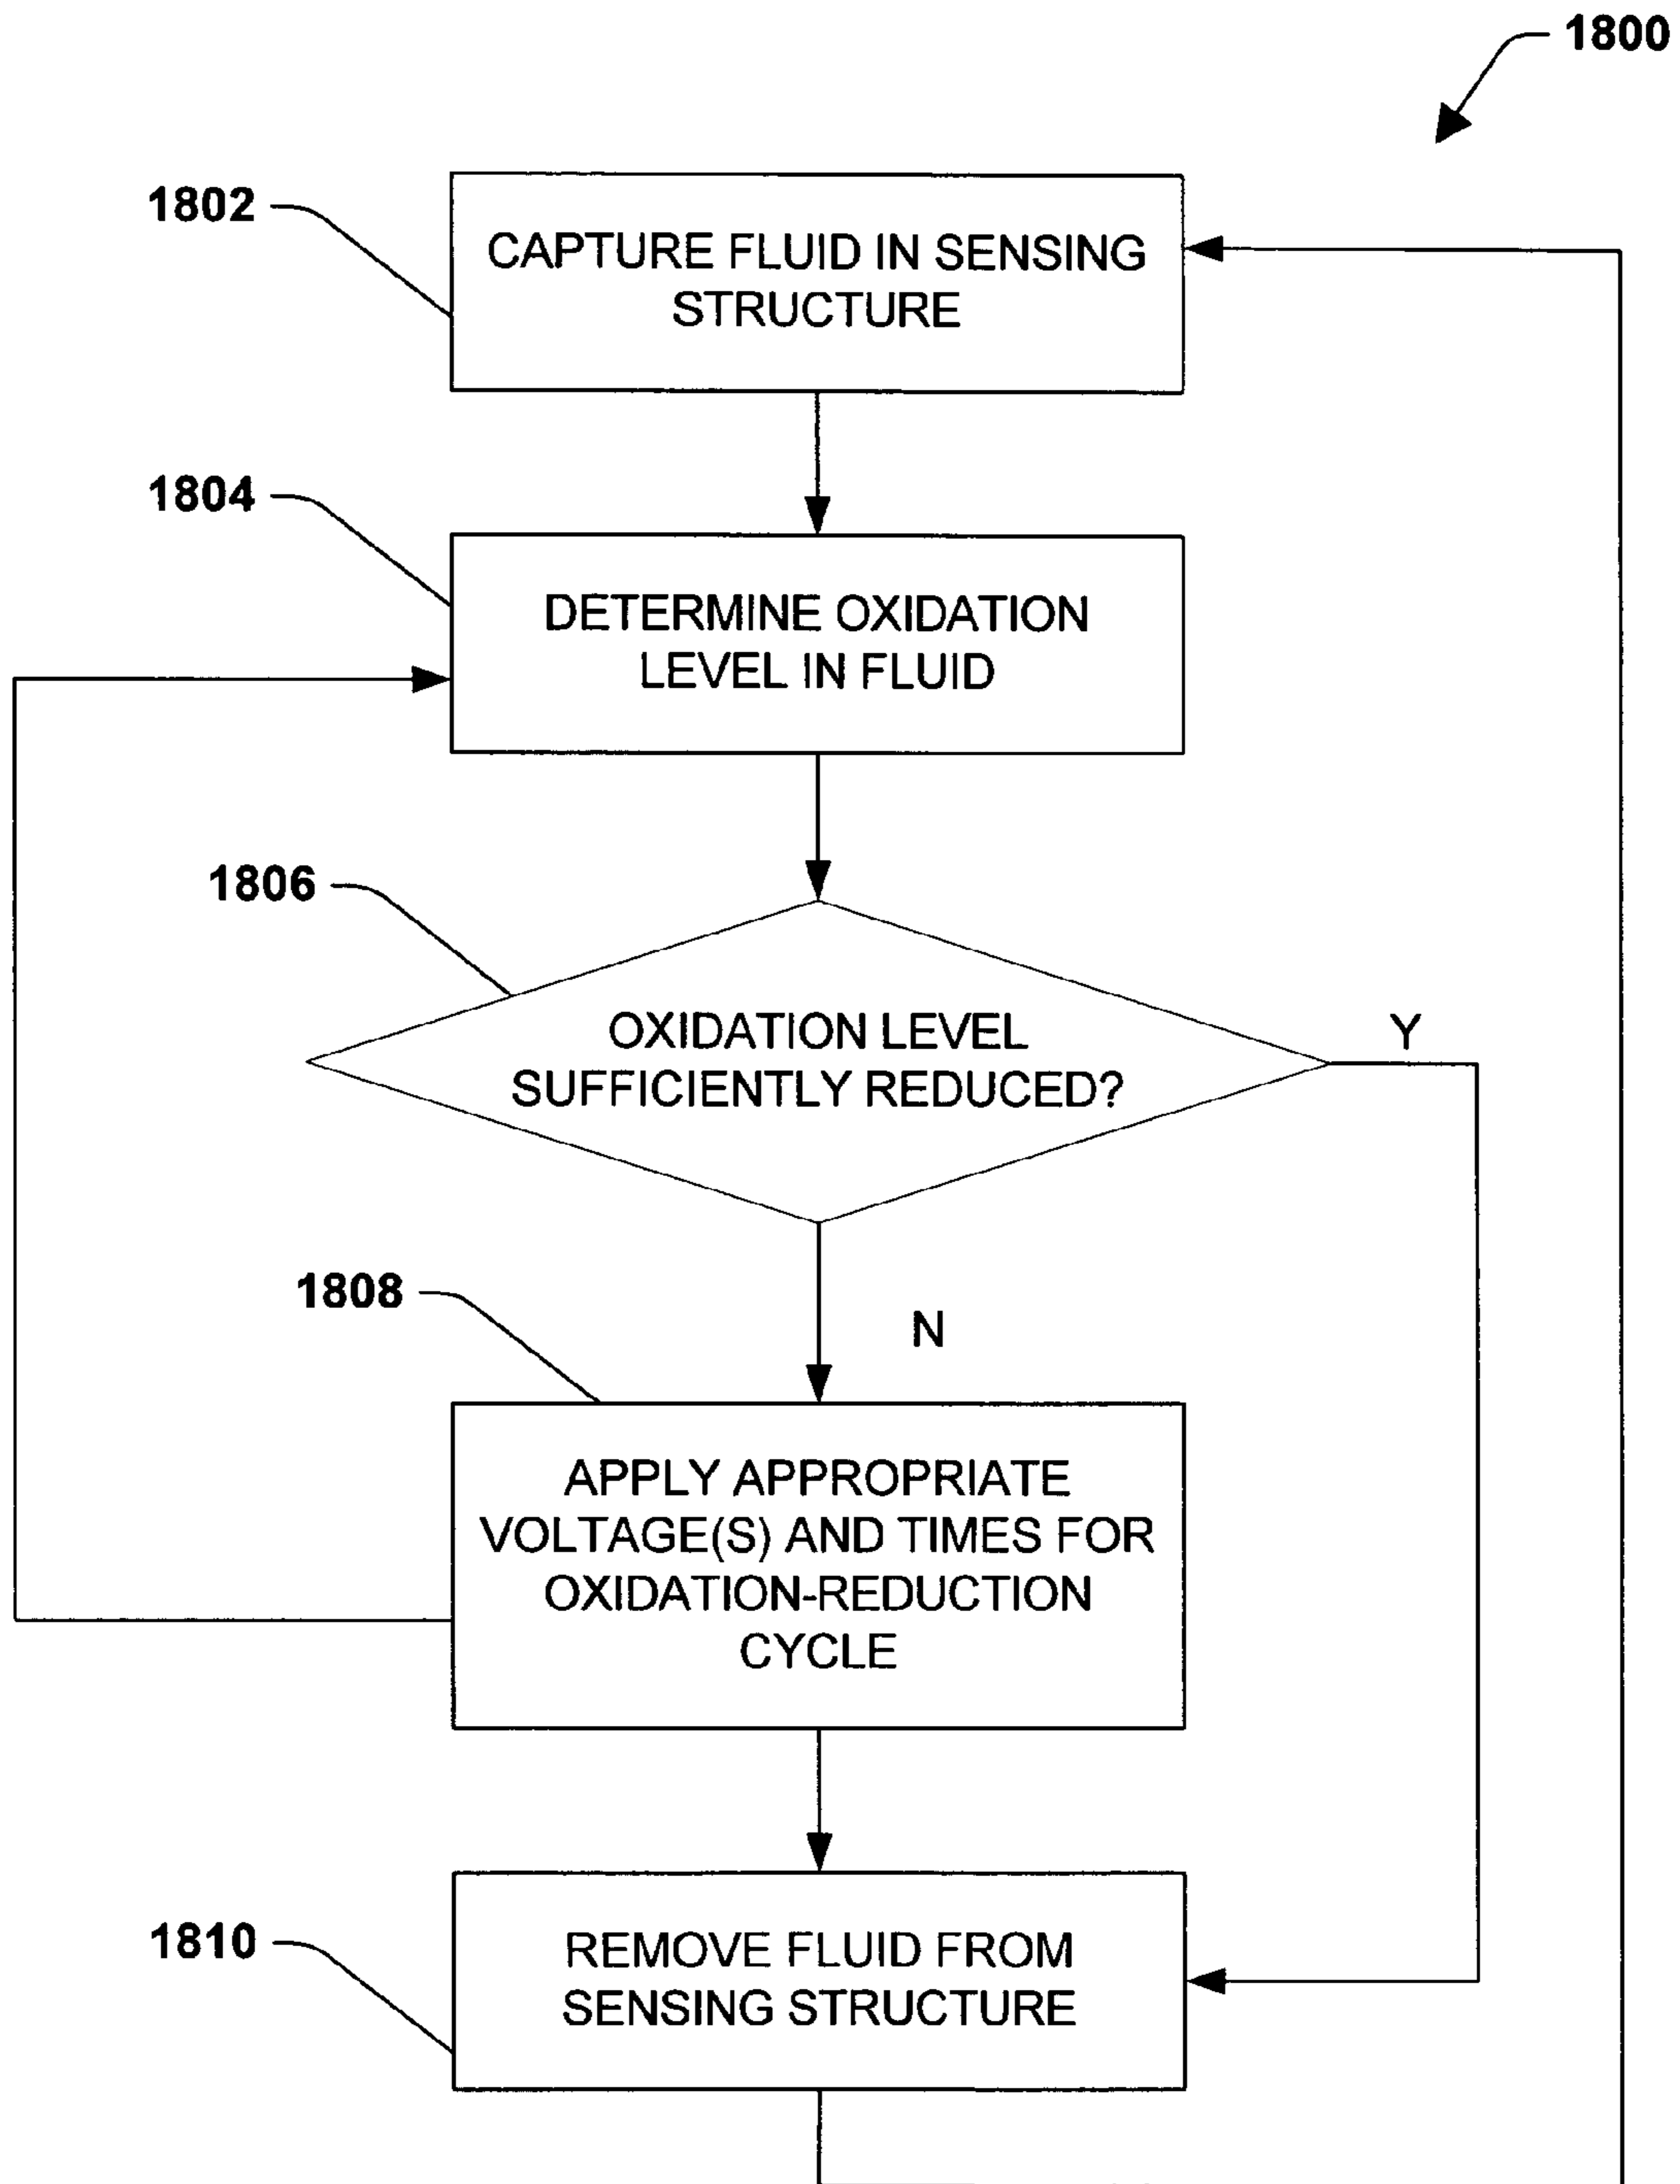 1800
1802
CAPTURE FLUID IN SENSING
STRUCTURE
1804
DETERMINE OXIDATION
LEVEL IN FLUID
1806
OXIDATION LEVEL
SUFFICIENTLY REDUCED?
Y
1808
N
APPLY APPROPRIATE
VOLTAGE(S) AND TIMES FOR
OXIDATION-REDUCTION
CYCLE
1810
REMOVE FLUID FROM
SENSING STRUCTURE